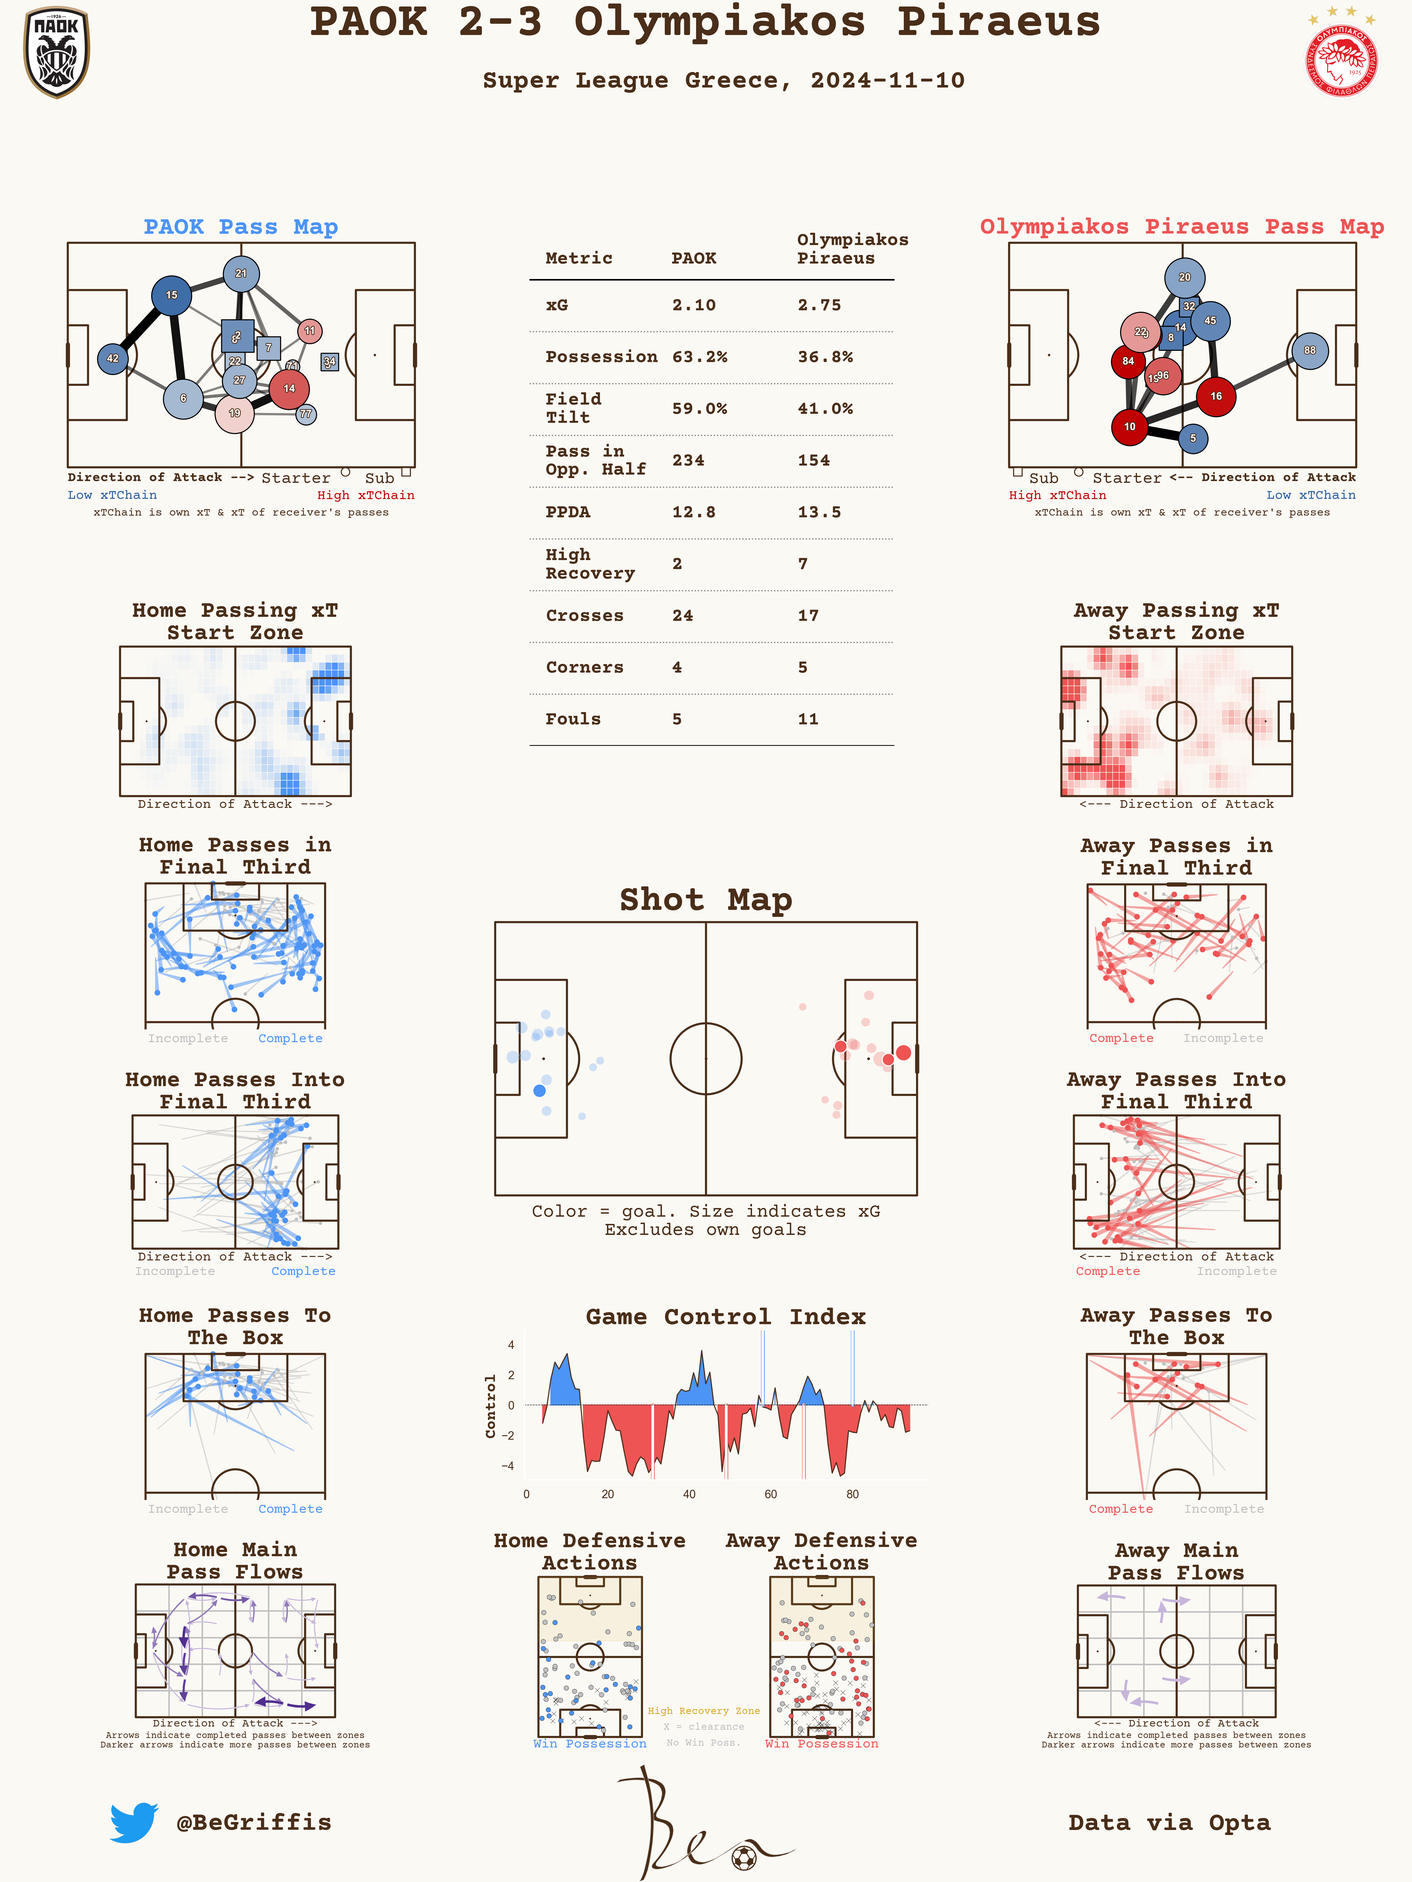 PAOK 2-3 Olympiakos Piraeus
Super League Greece, 2024-11-10
ΠΑΟΚ
1925
PAOK Pass Map
21
15
11
2
8
7
42
22
71
34
27
14
6
19
77
Direction of Attack --> Starter Sub
Low xTChain High xTChain
xTChain is own xT & xT of receiver's passes
Metric PAOK Olympiakos Piraeus
xG 2.10 2.75
Possession 63.2% 36.8%
Field Tilt 59.0% 41.0%
Pass in Opp. Half 234 154
PPDA 12.8 13.5
High Recovery 2 7
Crosses 24 17
Corners 4 5
Fouls 5 11
Olympiakos Piraeus Pass Map
20
32
45
14
22
9
8
88
84
19
96
16
10
5
Sub Starter <-- Direction of Attack
High xTChain Low xTChain
xTChain is own xT & xT of receiver's passes
Home Passing xT
Start Zone
Direction of Attack --->
Away Passing xT
Start Zone
<--- Direction of Attack
Home Passes in
Final Third
Incomplete Complete
Away Passes in
Final Third
Complete Incomplete
Shot Map
Color = goal. Size indicates xG
Excludes own goals
Home Passes Into
Final Third
Direction of Attack --->
Incomplete Complete
Away Passes Into
Final Third
<--- Direction of Attack
Complete Incomplete
Home Passes To
The Box
Incomplete Complete
Game Control Index
Control
4
2
0
−2
−4
0 20 40 60 80
Away Passes To
The Box
Complete Incomplete
Home Main
Pass Flows
Direction of Attack --->
Arrows indicate completed passes between zones
Darker arrows indicate more passes between zones
Home Defensive
Actions
Win Possession
Away Defensive
Actions
Win Possession
High Recovery Zone
X = clearance
No Win Poss.
Away Main
Pass Flows
<--- Direction of Attack
Arrows indicate completed passes between zones
Darker arrows indicate more passes between zones
@BeGriffis
Ben
Data via Opta